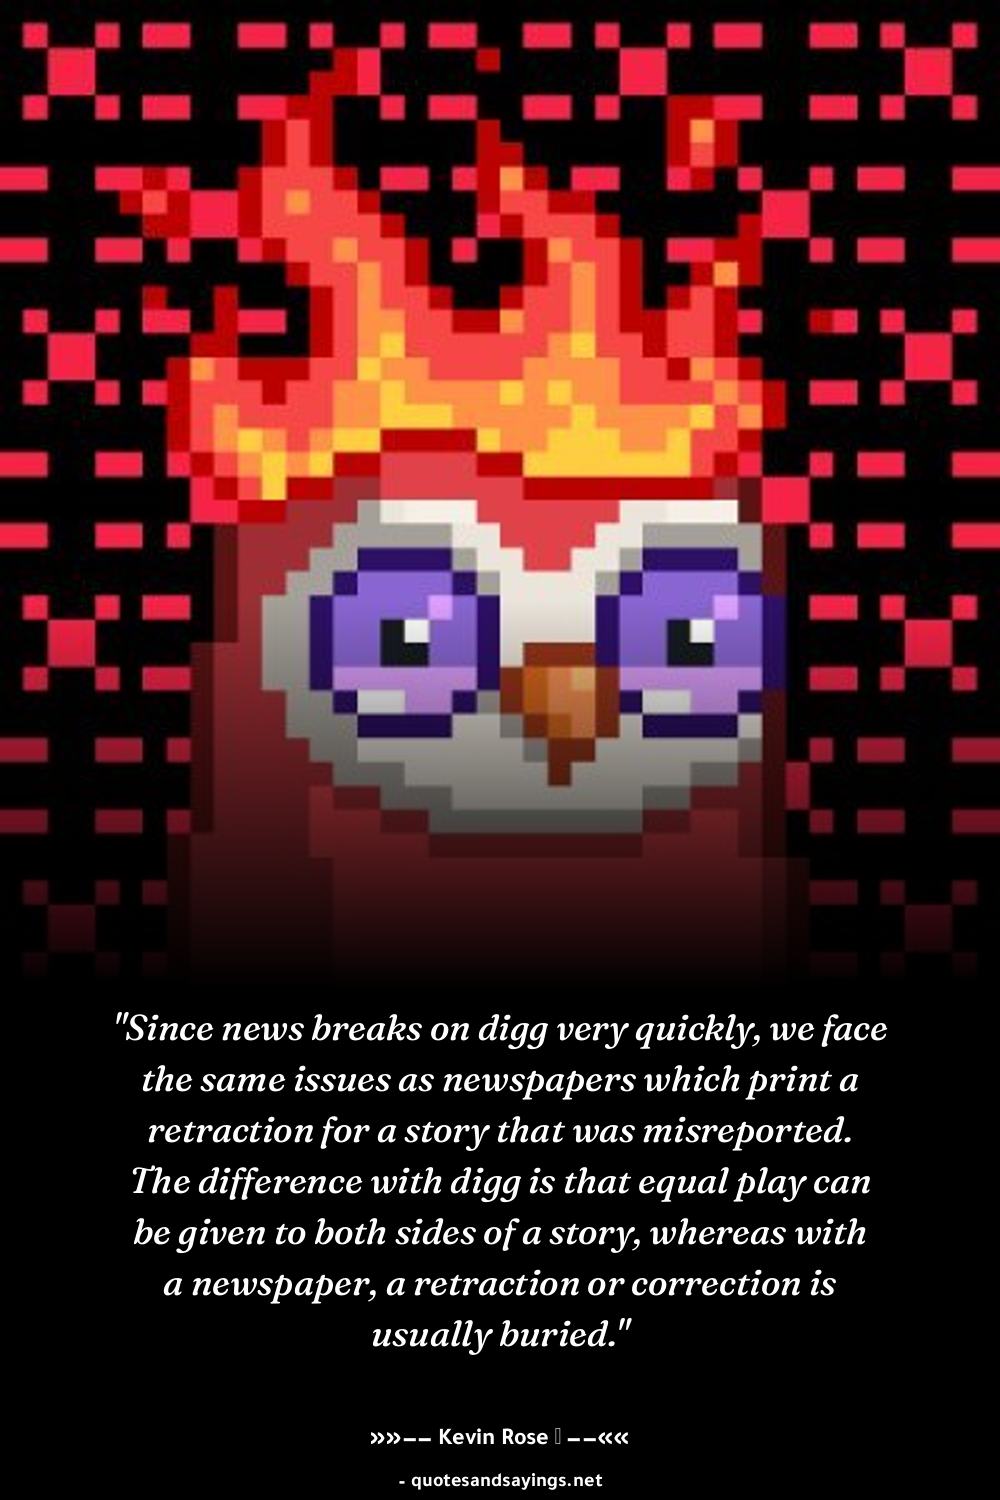 "Since news breaks on digg very quickly, we face
the same issues as newspapers which print a
retraction for a story that was misreported.
The difference with digg is that equal play can
be given to both sides of a story, whereas with
a newspaper, a retraction or correction is
usually buried."
»»−− Kevin Rose −−««
- quotesandsayings.net